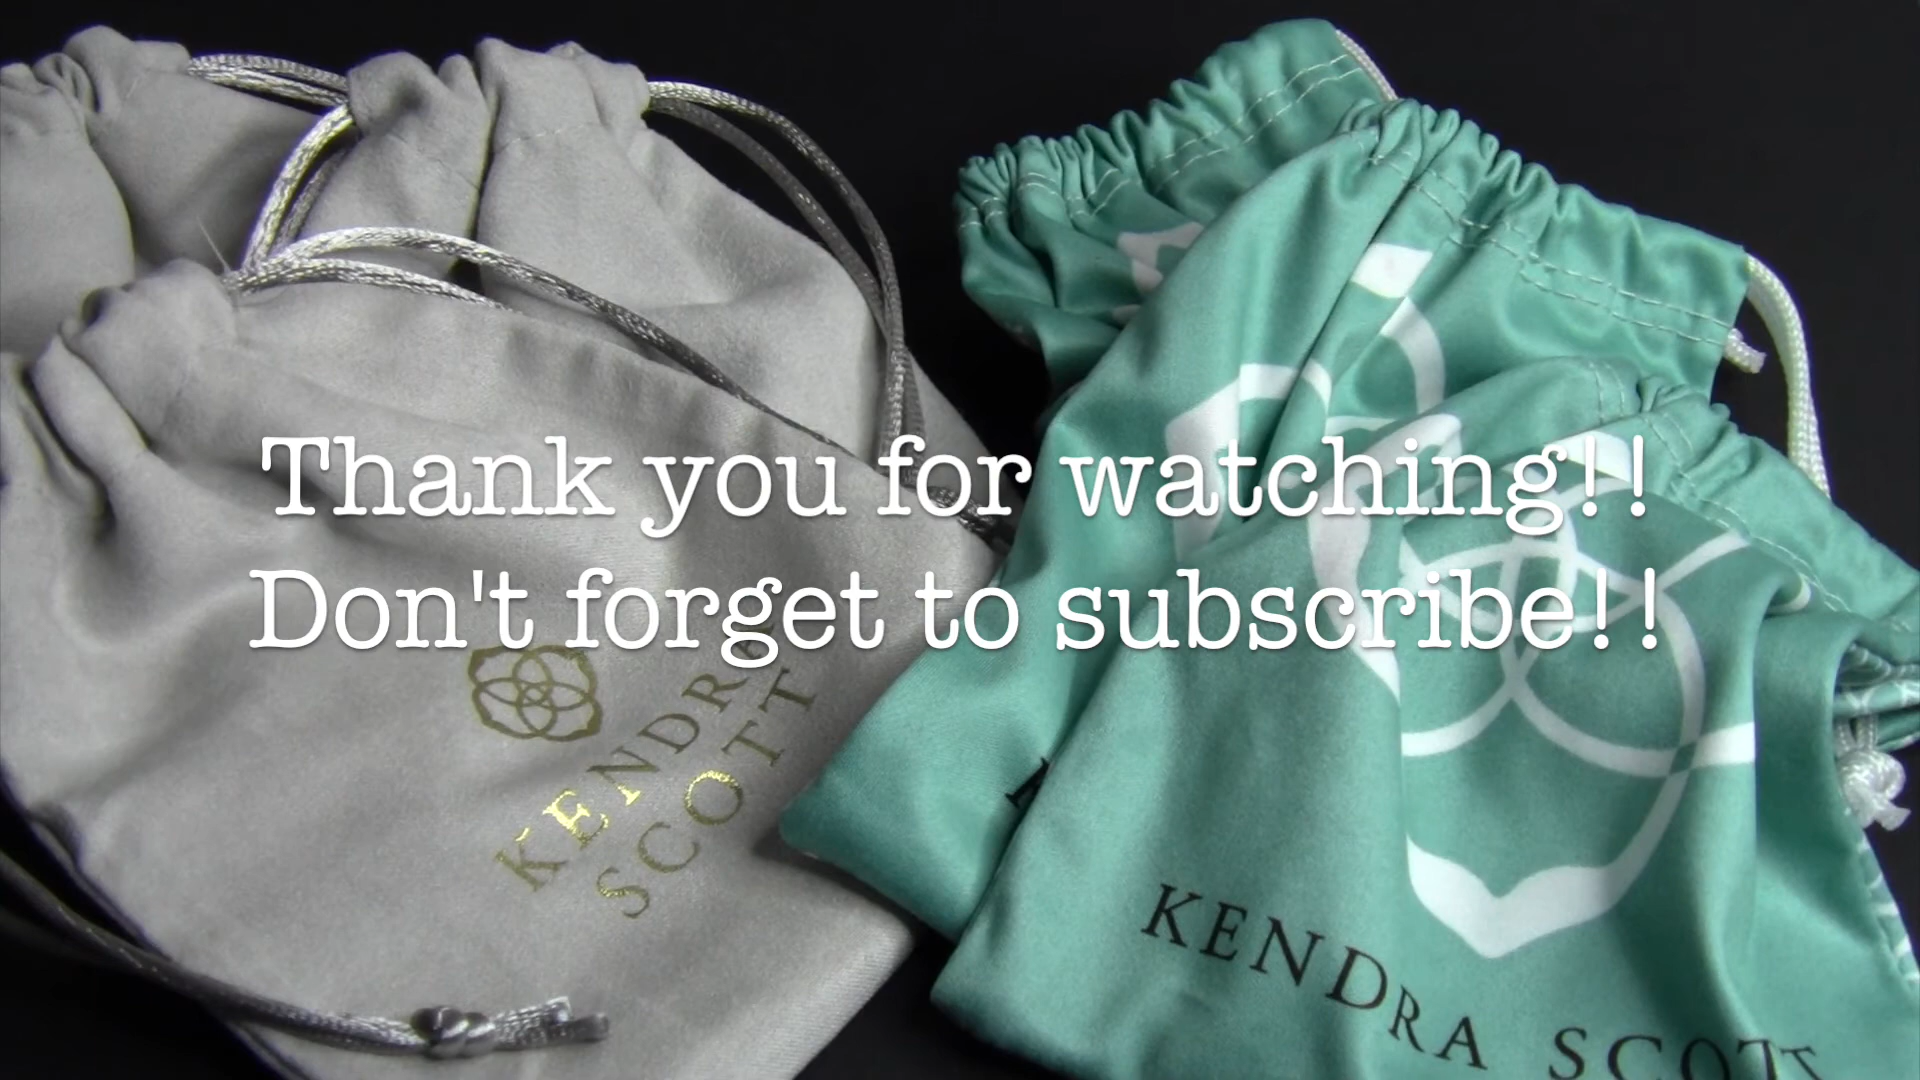 Thank you for watching!!
Don't forget to subscribe!!
KENDRA
SCOTT
KENDRA SCOTT